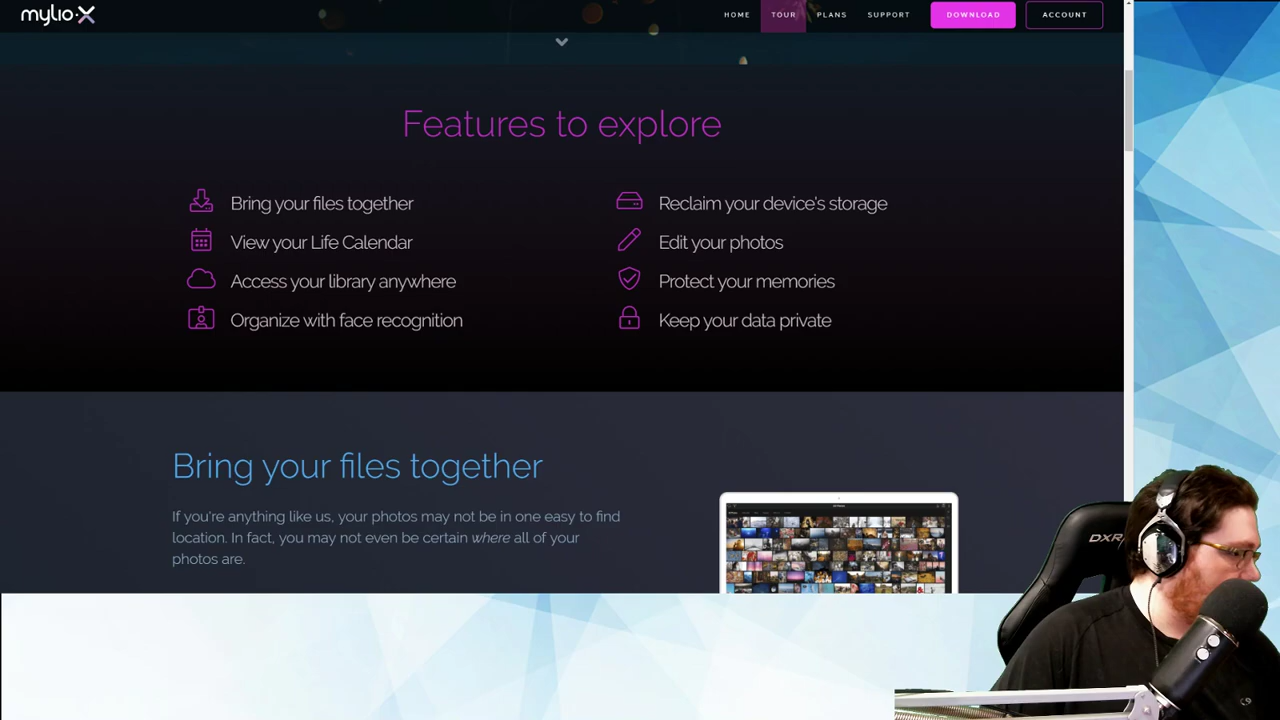 mylio X
HOME TOUR PLANS SUPPORT DOWNLOAD ACCOUNT
Features to explore
Bring your files together
View your Life Calendar
Access your library anywhere
Organize with face recognition
Reclaim your device's storage
Edit your photos
Protect your memories
Keep your data private
Bring your files together
If you're anything like us, your photos may not be in one easy to find
location. In fact, you may not even be certain where all of your
photos are.
DXR